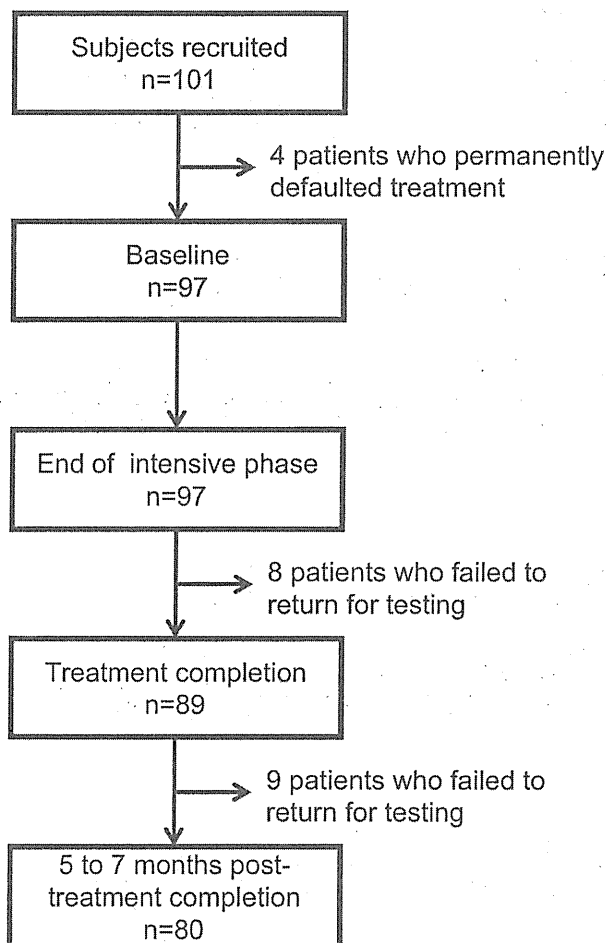 Subjects recruited
n=101
4 patients who permanently
defaulted treatment
Baseline
n=97
End of intensive phase
n=97
8 patients who failed to
return for testing
Treatment completion
n=89
9 patients who failed to
return for testing
5 to 7 months post-
treatment completion
n=80